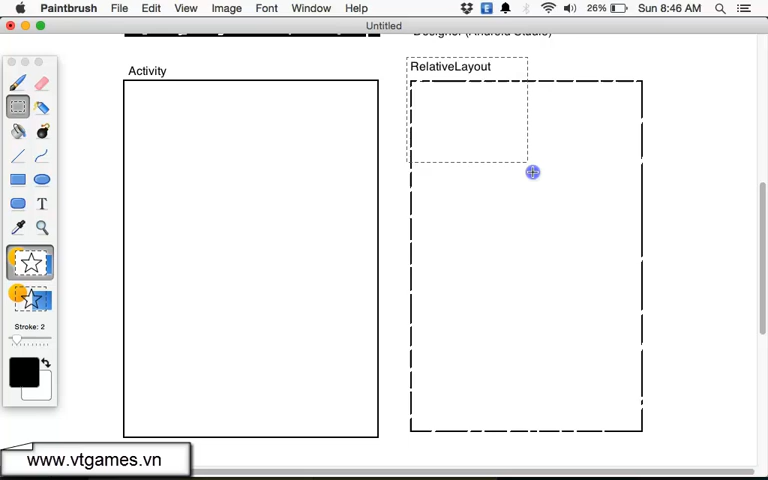 Paintbrush File Edit View Image Font Window Help 26% Sun 8:46 AM
Untitled
Designer (Android Studio)
Activity
RelativeLayout
T
Stroke: 2
www.vtgames.vn